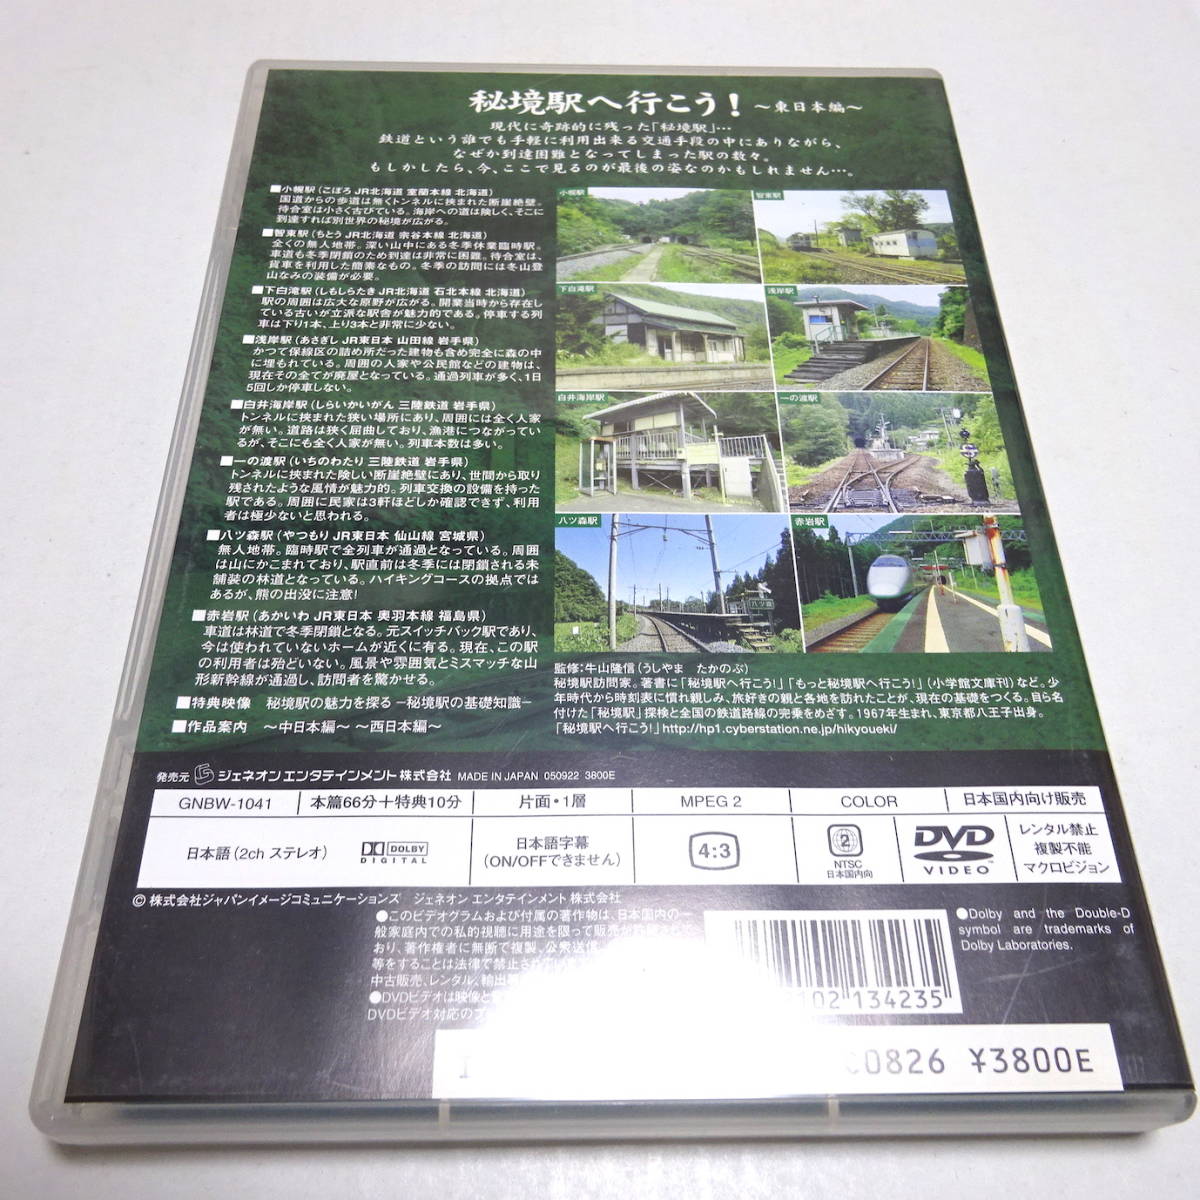 秘境駅へ行こう！ ～東日本編～
現代に奇跡的に残った「秘境駅」…
鉄道という誰でも手軽に利用出来る交通手段の中にありながら、
なぜか到達困難となってしまった駅の数々。
もしかしたら、今、ここで見るのが最後の姿なのかもしれません…。
■小幌駅（こぼろ JR北海道 室蘭本線 北海道）
国道からの歩道は無くトンネルに挟まれた断崖絶壁。
待合室は小さく古びている。海岸への道は険しく、そこに
到達すれば別世界の秘境が広がる。
■智東駅（ちとう JR北海道 宗谷本線 北海道）
全くの無人地帯。深い山中にある冬季休業臨時駅。
車道も冬季閉鎖のため到達は非常に困難。待合室は、
貨車を利用した簡素なもの。冬季の訪問には冬山登
山なみの装備が必要。
■下白滝駅（しもしらたき JR北海道 石北本線 北海道）
駅の周囲は広大な原野が広がる。開業当時から存在し
ている古いが立派な駅舎が魅力的である。停車する列
車は下り1本、上り3本と非常に少ない。
■浅岸駅（あさぎし JR東日本 山田線 岩手県）
かつて保線区の詰め所だった建物も含め完全に森の中
に埋もれている。周囲の人家や公民館などの建物は、
現在その全てが廃屋となっている。通過列車が多く、1日
5回しか停車しない。
■白井海岸駅（しらいかいがん 三陸鉄道 岩手県）
トンネルに挟まれた狭い場所にあり、周囲には全く人家
が無い。道路は狭く屈曲しており、漁港につながってい
るが、そこにも全く人家が無い。列車本数は多い。
■一の渡駅（いちのわたり 三陸鉄道 岩手県）
トンネルに挟まれた険しい断崖絶壁にあり、世間から取り
残されたような風情が魅力的。列車交換の設備を持った
駅である。周囲に民家は3軒ほどしか確認できず、利用
者は極少ないと思われる。
■八ツ森駅（やつもり JR東日本 仙山線 宮城県）
無人地帯。臨時駅で全列車が通過となっている。周囲
は山にかこまれており、駅直前は冬季には閉鎖される未
舗装の林道となっている。ハイキングコースの拠点では
あるが、熊の出没に注意！
■赤岩駅（あかいわ JR東日本 奥羽本線 福島県）
車道は林道で冬季閉鎖となる。元スイッチバック駅であり、
今は使われていないホームが近くに有る。現在、この駅
の利用者は殆どいない。風景や雰囲気とミスマッチな山
形新幹線が通過し、訪問者を驚かせる。
■特典映像 秘境駅の魅力を探る −秘境駅の基礎知識−
■作品案内 ～中日本編～ ～西日本編～
小幌駅
智東駅
下白滝駅
浅岸駅
白井海岸駅
一の渡駅
八ツ森駅
赤岩駅
監修：牛山隆信（うしやま たかのぶ）
秘境駅訪問家。著書に「秘境駅へ行こう！」「もっと秘境駅へ行こう！」（小学館文庫刊）など。少
年時代から時刻表に慣れ親しみ、旅好きの親と各地を訪れたことが、現在の基礎をつくる。自ら名
付けた「秘境駅」探検と全国の鉄道路線の完乗をめざす。1967年生まれ、東京都八王子出身。
「秘境駅へ行こう！」http://hp1.cyberstation.ne.jp/hikyoueki/
発売元 ジェネオン エンタテインメント株式会社 MADE IN JAPAN 050922 3800E
GNBW-1041 本篇66分＋特典10分 片面・1層 MPEG 2 COLOR 日本国内向け販売
日本語（2ch ステレオ）
DOLBY
DIGITAL
日本語字幕
（ON/OFFできません）
4:3
2
NTSC
日本国内向
DVD
VIDEO
レンタル禁止
複製不能
マクロビジョン
© 株式会社ジャパンイメージコミュニケーションズ ジェネオン エンタテインメント株式会社
●このビデオグラムおよび付属の著作物は、日本国内の一
般家庭内での私的視聴に用途を限って販売が
おり、著作権者に無断で複製、公衆送信、
等をすることは法律で禁止されてい
中古販売、レンタル、輸出
●DVDビデオは映像と
DVDビデオ対応のプ
102 134235
●Dolby and the Double-D
symbol are trademarks of
Dolby Laboratories.
0826 ¥3800E